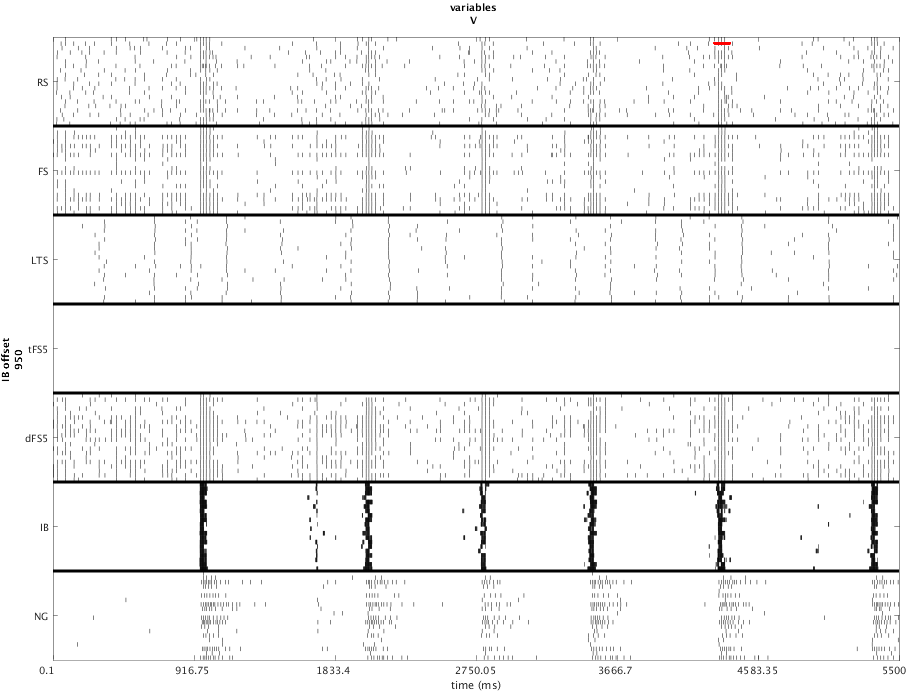 variables
V
RS
FS
LTS
tFS5
dFS5
IB
NG
IB offset
950
0.1 916.75 1833.4 2750.05 3666.7 4583.35 5500
time (ms)